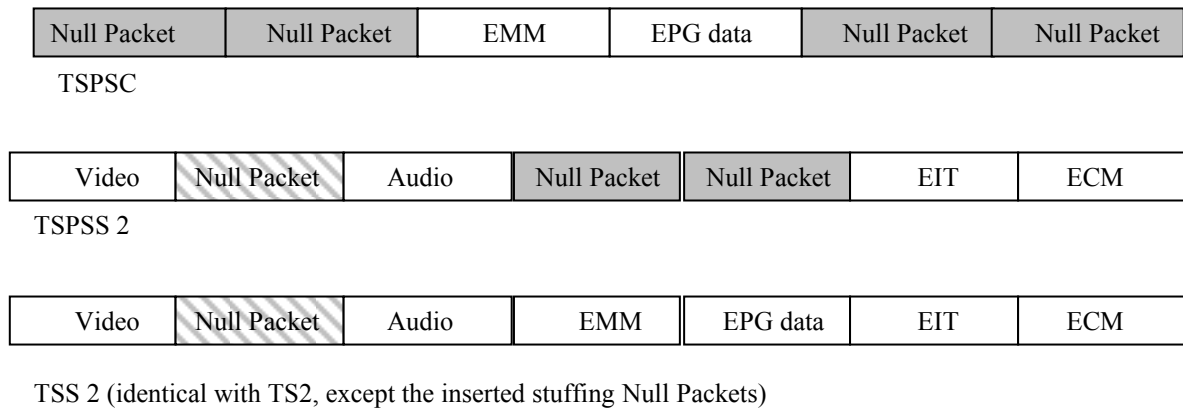 Null Packet Null Packet EMM EPG data Null Packet Null Packet
TSPSC
Video Null Packet Audio Null Packet Null Packet EIT ECM
TSPSS 2
Video Null Packet Audio EMM EPG data EIT ECM
TSS 2 (identical with TS2, except the inserted stuffing Null Packets)